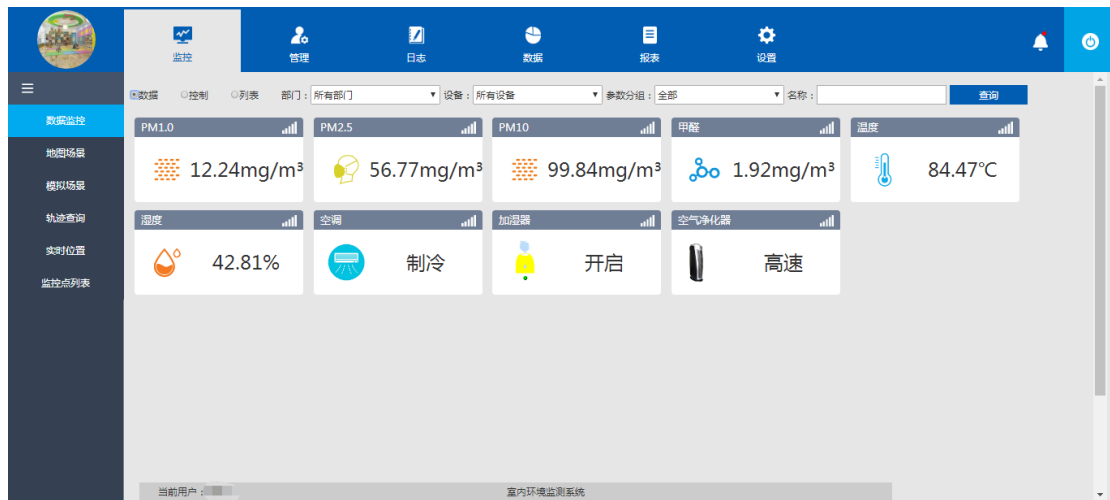 监控 管理 日志 数据 报表 设置
数据 控制 列表 部门： 所有部门 设备： 所有设备 参数分组： 全部 名称： 查询
数据监控
地图场景
模拟场景
轨迹查询
实时位置
监控点列表
PM1.0 PM2.5 PM10 甲醛 温度
12.24mg/m³ 56.77mg/m³ 99.84mg/m³ 1.92mg/m³ 84.47℃
湿度 空调 加湿器 空气净化器
42.81% 制冷 开启 高速
当前用户： 室内环境监测系统